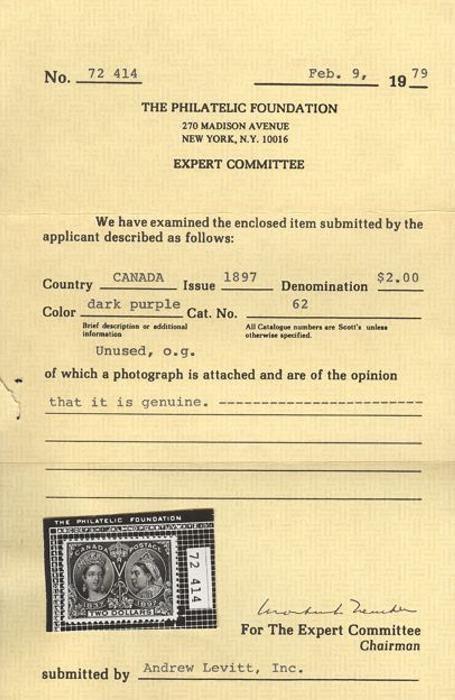 No. 72 414 Feb. 9, 1979
THE PHILATELIC FOUNDATION
270 MADISON AVENUE
NEW YORK, N.Y. 10016
EXPERT COMMITTEE
We have examined the enclosed item submitted by the
applicant described as follows:
Country CANADA Issue 1897 Denomination $2.00
Color dark purple Cat. No. 62
Brief description or additional
information
All Catalogue numbers are Scott's unless
otherwise specified.
Unused, o.g.
of which a photograph is attached and are of the opinion
that it is genuine. ------------------------
THE PHILATELIC FOUNDATION
CANADA POSTAGE
1837 1897
TWO DOLLARS
72 414
For The Expert Committee
Chairman
submitted by Andrew Levitt, Inc.